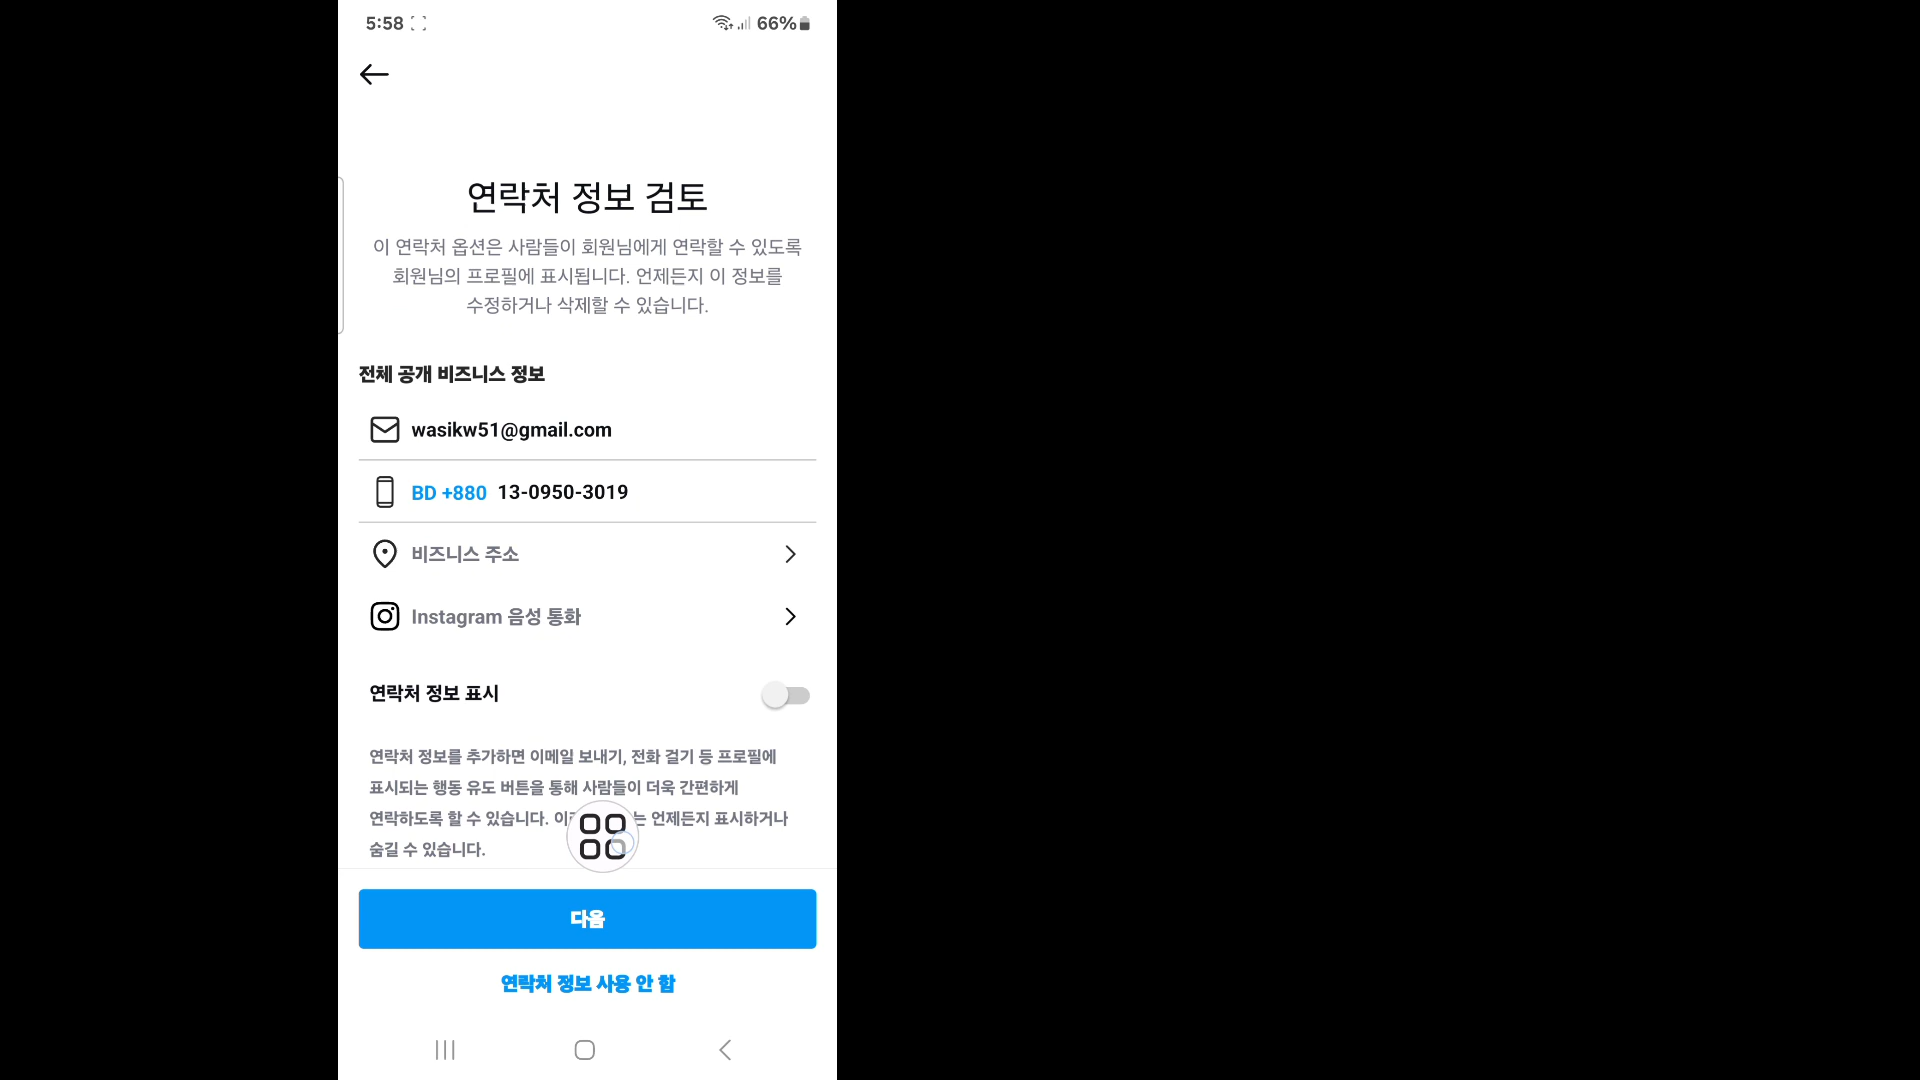 5:58
66%
연락처 정보 검토
이 연락처 옵션은 사람들이 회원님에게 연락할 수 있도록
회원님의 프로필에 표시됩니다. 언제든지 이 정보를
수정하거나 삭제할 수 있습니다.
전체 공개 비즈니스 정보
wasikw51@gmail.com
BD +880 13-0950-3019
비즈니스 주소
Instagram 음성 통화
연락처 정보 표시
연락처 정보를 추가하면 이메일 보내기, 전화 걸기 등 프로필에
표시되는 행동 유도 버튼을 통해 사람들이 더욱 간편하게
연락하도록 할 수 있습니다. 는 언제든지 표시하거나
숨길 수 있습니다.
다음
연락처 정보 사용 안 함